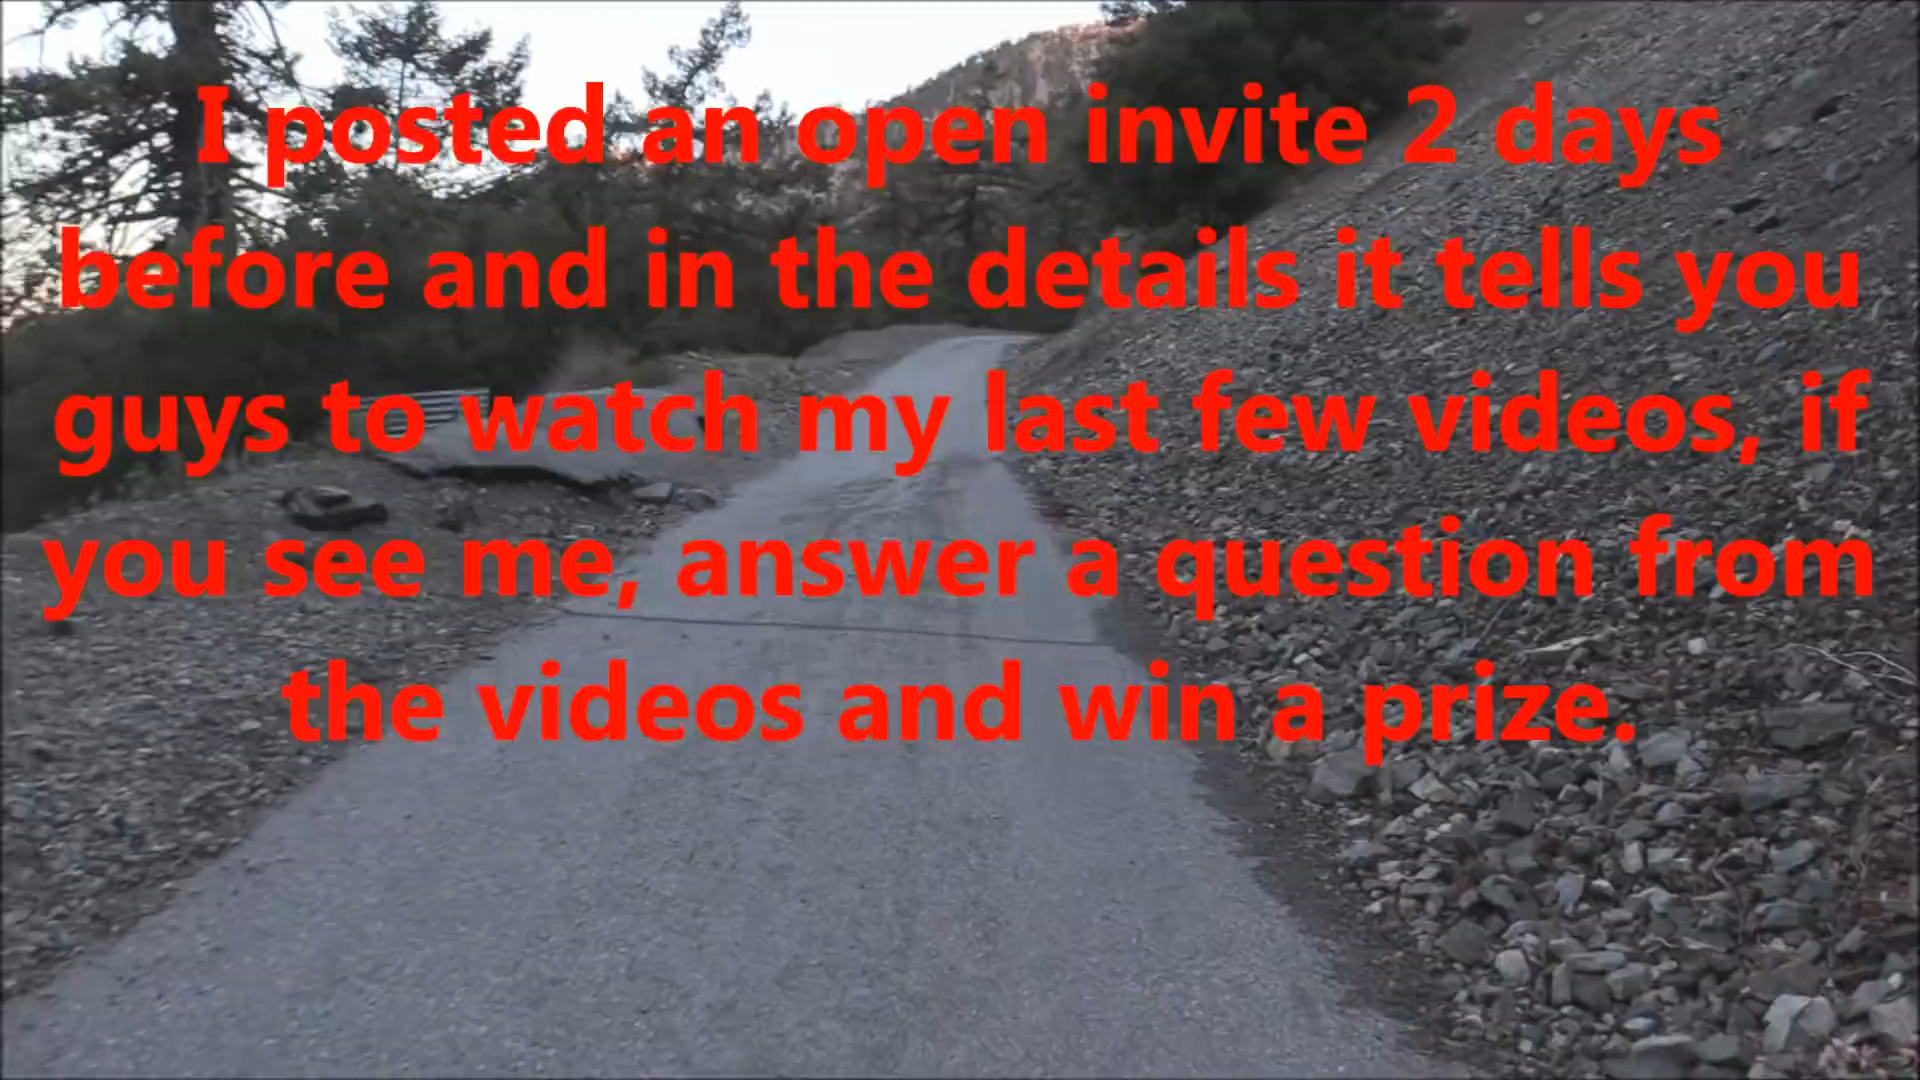 I posted an open invite 2 days
before and in the details it tells you
guys to watch my last few videos, if
you see me, answer a question from
the videos and win a prize.